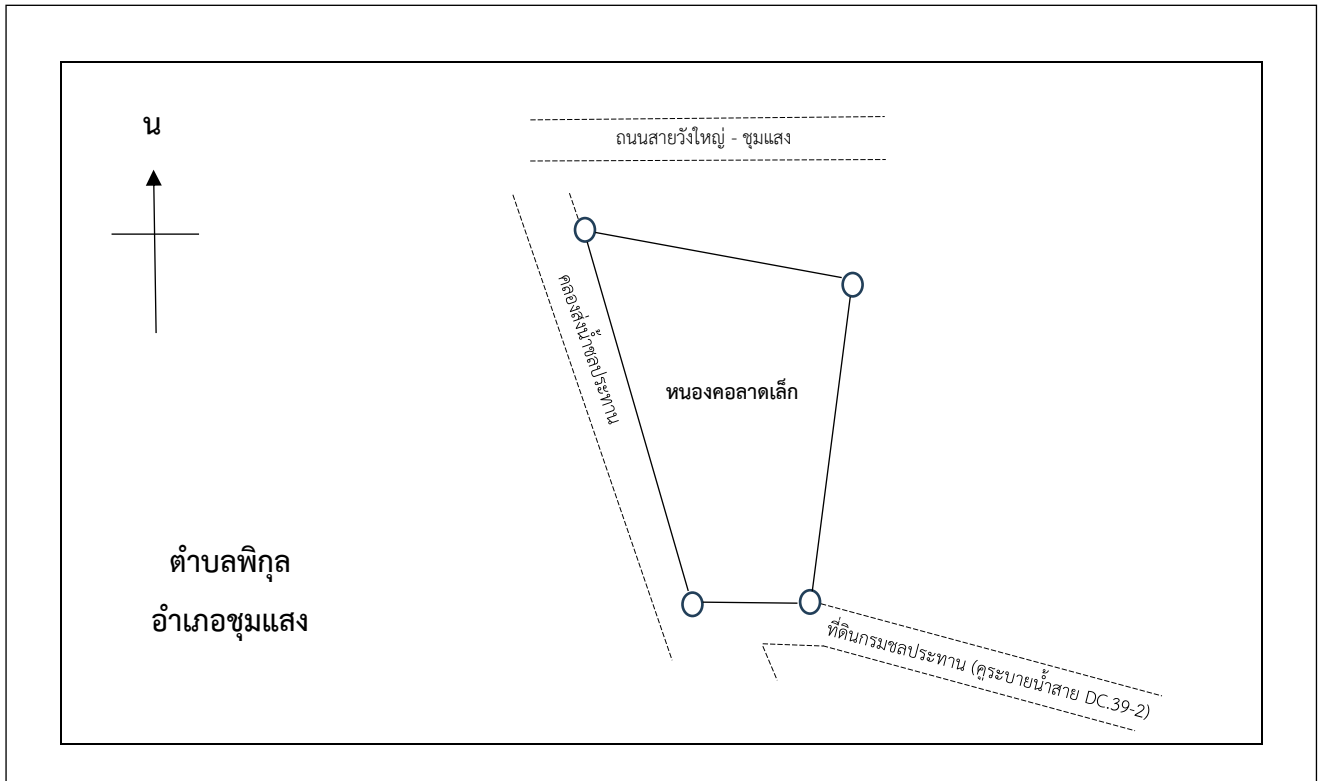 น
ถนนสายวังใหญ่ - ชุมแสง
คลองส่งน้ำชลประทาน
หนองคอลาดเล็ก
ตำบลพิกุล
อำเภอชุมแสง
ที่ดินกรมชลประทาน (คูระบายน้ำสาย DC.39-2)